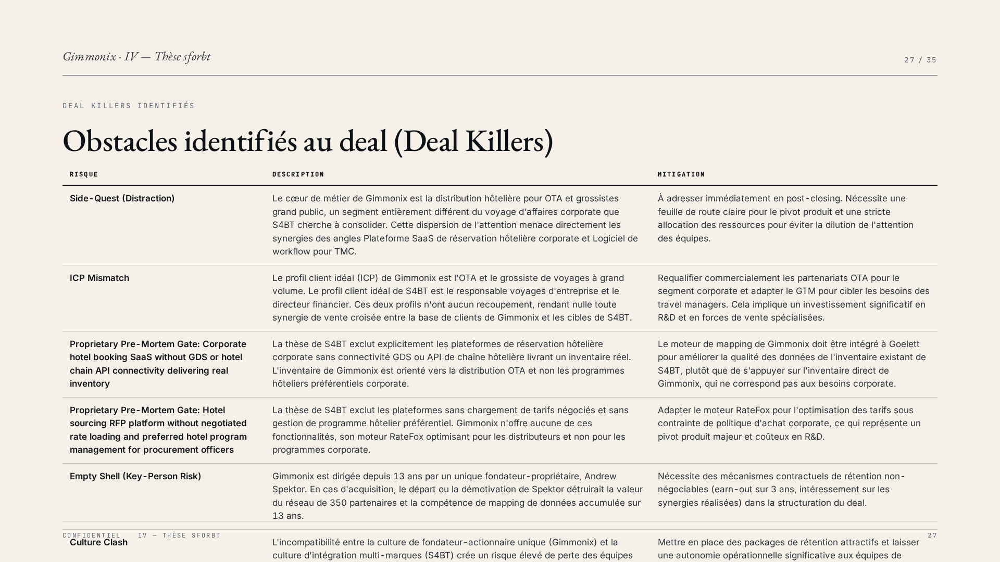 Gimmonix · IV — Thèse sforbt
27 / 35
DEAL KILLERS IDENTIFIÉS
Obstacles identifiés au deal (Deal Killers)
RISQUE
DESCRIPTION
MITIGATION
Side-Quest (Distraction)
Le cœur de métier de Gimmonix est la distribution hôtelière pour OTA et grossistes
grand public, un segment entièrement différent du voyage d'affaires corporate que
S4BT cherche à consolider. Cette dispersion de l'attention menace directement les
synergies des angles Plateforme SaaS de réservation hôtelière corporate et Logiciel de
workflow pour TMC.
À adresser immédiatement en post-closing. Nécessite une
feuille de route claire pour le pivot produit et une stricte
allocation des ressources pour éviter la dilution de l'attention
des équipes.
ICP Mismatch
Le profil client idéal (ICP) de Gimmonix est l'OTA et le grossiste de voyages à grand
volume. Le profil client idéal de S4BT est le responsable voyages d'entreprise et le
directeur financier. Ces deux profils n'ont aucun recoupement, rendant nulle toute
synergie de vente croisée entre la base de clients de Gimmonix et les cibles de S4BT.
Requalifier commercialement les partenariats OTA pour le
segment corporate et adapter le GTM pour cibler les besoins des
travel managers. Cela implique un investissement significatif en
R&D et en forces de vente spécialisées.
Proprietary Pre-Mortem Gate: Corporate
hotel booking SaaS without GDS or hotel
chain API connectivity delivering real
inventory
La thèse de S4BT exclut explicitement les plateformes de réservation hôtelière
corporate sans connectivité GDS ou API de chaîne hôtelière livrant un inventaire réel.
L'inventaire de Gimmonix est orienté vers la distribution OTA et non les programmes
hôteliers préférentiels corporate.
Le moteur de mapping de Gimmonix doit être intégré à Goelett
pour améliorer la qualité des données de l'inventaire existant de
S4BT, plutôt que de s'appuyer sur l'inventaire direct de
Gimmonix, qui ne correspond pas aux besoins corporate.
Proprietary Pre-Mortem Gate: Hotel
sourcing RFP platform without negotiated
rate loading and preferred hotel program
management for procurement officers
La thèse de S4BT exclut les plateformes sans chargement de tarifs négociés et sans
gestion de programme hôtelier préférentiel. Gimmonix n'offre aucune de ces
fonctionnalités, son moteur RateFox optimisant pour les distributeurs et non pour les
programmes corporate.
Adapter le moteur RateFox pour l'optimisation des tarifs sous
contrainte de politique d'achat corporate, ce qui représente un
pivot produit majeur et coûteux en R&D.
Empty Shell (Key-Person Risk)
Gimmonix est dirigée depuis 13 ans par un unique fondateur-propriétaire, Andrew
Spektor. En cas d'acquisition, le départ ou la démotivation de Spektor détruirait la valeur
du réseau de 350 partenaires et la compétence de mapping de données accumulée sur
13 ans.
Nécessite des mécanismes contractuels de rétention non-
négociables (earn-out sur 3 ans, intéressement sur les
synergies réalisées) dans la structuration du deal.
CONFIDENTIEL
IV — THÈSE SFORBT
27
Culture Clash
L'incompatibilité entre la culture de fondateur-actionnaire unique (Gimmonix) et la
culture d'intégration multi-marques (S4BT) crée un risque élevé de perte des équipes
Mettre en place des packages de rétention attractifs et laisser
une autonomie opérationnelle significative aux équipes de